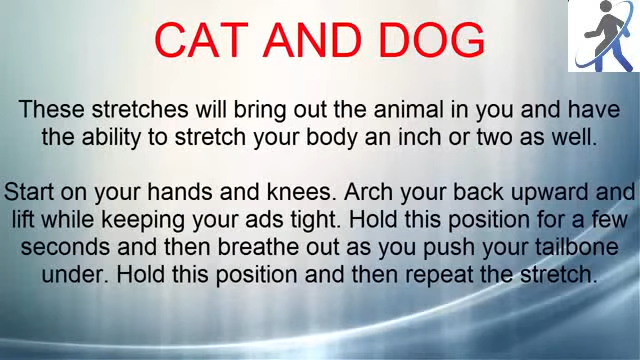 CAT AND DOG
These stretches will bring out the animal in you and have
the ability to stretch your body an inch or two as well.
Start on your hands and knees. Arch your back upward and
lift while keeping your ads tight. Hold this position for a few
seconds and then breathe out as you push your tailbone
under. Hold this position and then repeat the stretch.